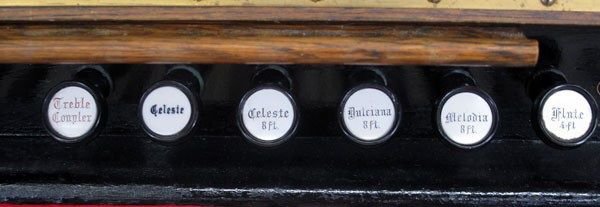 Treble
Coupler
Celeste
Celeste
8 ft.
Dulciana
8 ft.
Melodia
8 ft.
Flute
4 ft